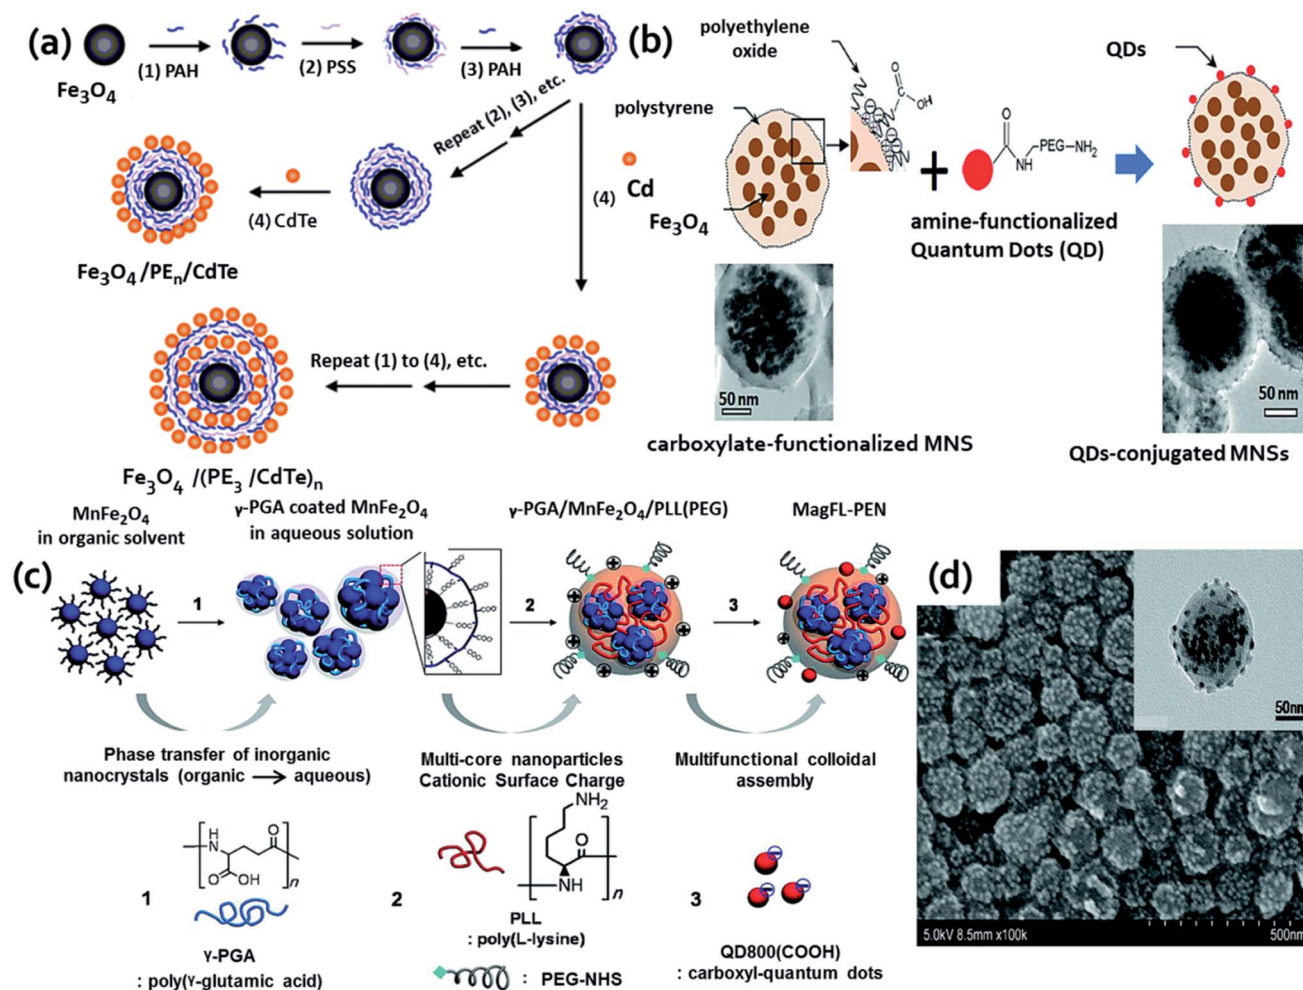 (a)
Fe3O4
(1) PAH
(2) PSS
(3) PAH
Repeat (2), (3), etc.
(4)
Cd
(4) CdTe
Fe3O4 /PEn/CdTe
Repeat (1) to (4), etc.
Fe3O4 /(PE3 /CdTe)n
(b)
polyethylene
oxide
polystyrene
Fe3O4
O
C
OH
+
O
NH
PEG-NH2
amine-functionalized
Quantum Dots (QD)
QDs
50 nm
carboxylate-functionalized MNS
50 nm
QDs-conjugated MNSs
(c)
MnFe2O4
in organic solvent
γ-PGA coated MnFe2O4
in aqueous solution
γ-PGA/MnFe2O4/PLL(PEG)
MagFL-PEN
1
2
3
Phase transfer of inorganic
nanocrystals (organic → aqueous)
Multi-core nanoparticles
Cationic Surface Charge
Multifunctional colloidal
assembly
H
N
O
O
OH
n
1
γ-PGA
: poly(γ-glutamic acid)
NH2
O
NH
n
2
PLL
: poly(L-lysine)
: PEG-NHS
3
QD800(COOH)
: carboxyl-quantum dots
(d)
50nm
5.0kV 8.5mm x100k
500nm